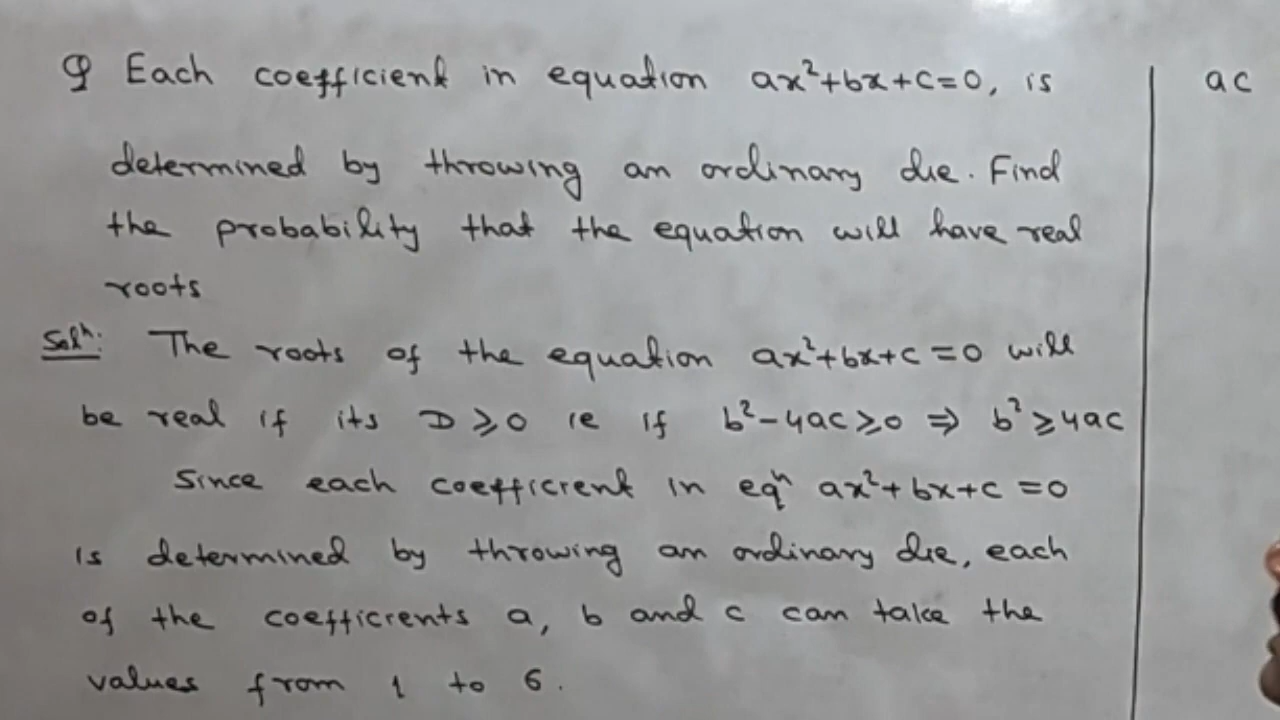 Q Each coefficient in equation ax²+bx+c=0, is
determined by throwing an ordinary die. Find
the probability that the equation will have real
roots
Solⁿ: The roots of the equation ax²+bx+c=0 will
be real if its D≥0 ie if b²-4ac≥0 ⇒ b²≥4ac
Since each coefficient in eqⁿ ax²+bx+c=0
is determined by throwing an ordinary die, each
of the coefficients a, b and c can take the
values from 1 to 6.
ac